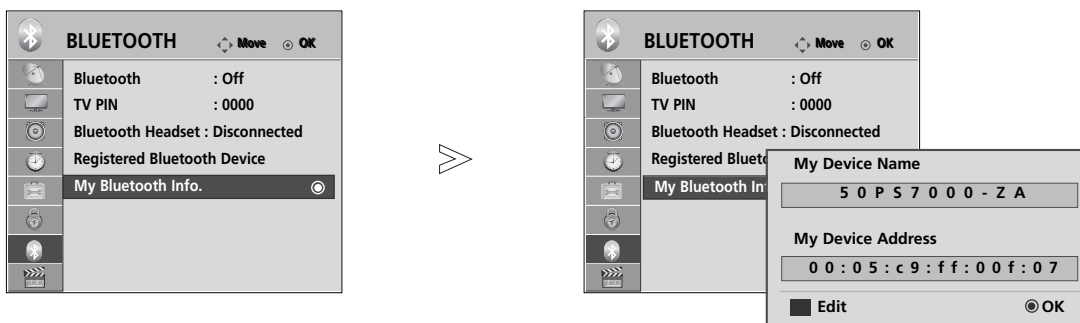 BLUETOOTH Move OK
Bluetooth : Off
TV PIN : 0000
Bluetooth Headset : Disconnected
Registered Bluetooth Device
My Bluetooth Info.
BLUETOOTH Move OK
Bluetooth : Off
TV PIN : 0000
Bluetooth Headset : Disconnected
Registered Blueto
My Bluetooth In
My Device Name
50PS7000-ZA
My Device Address
00:05:c9:ff:00f:07
Edit OK